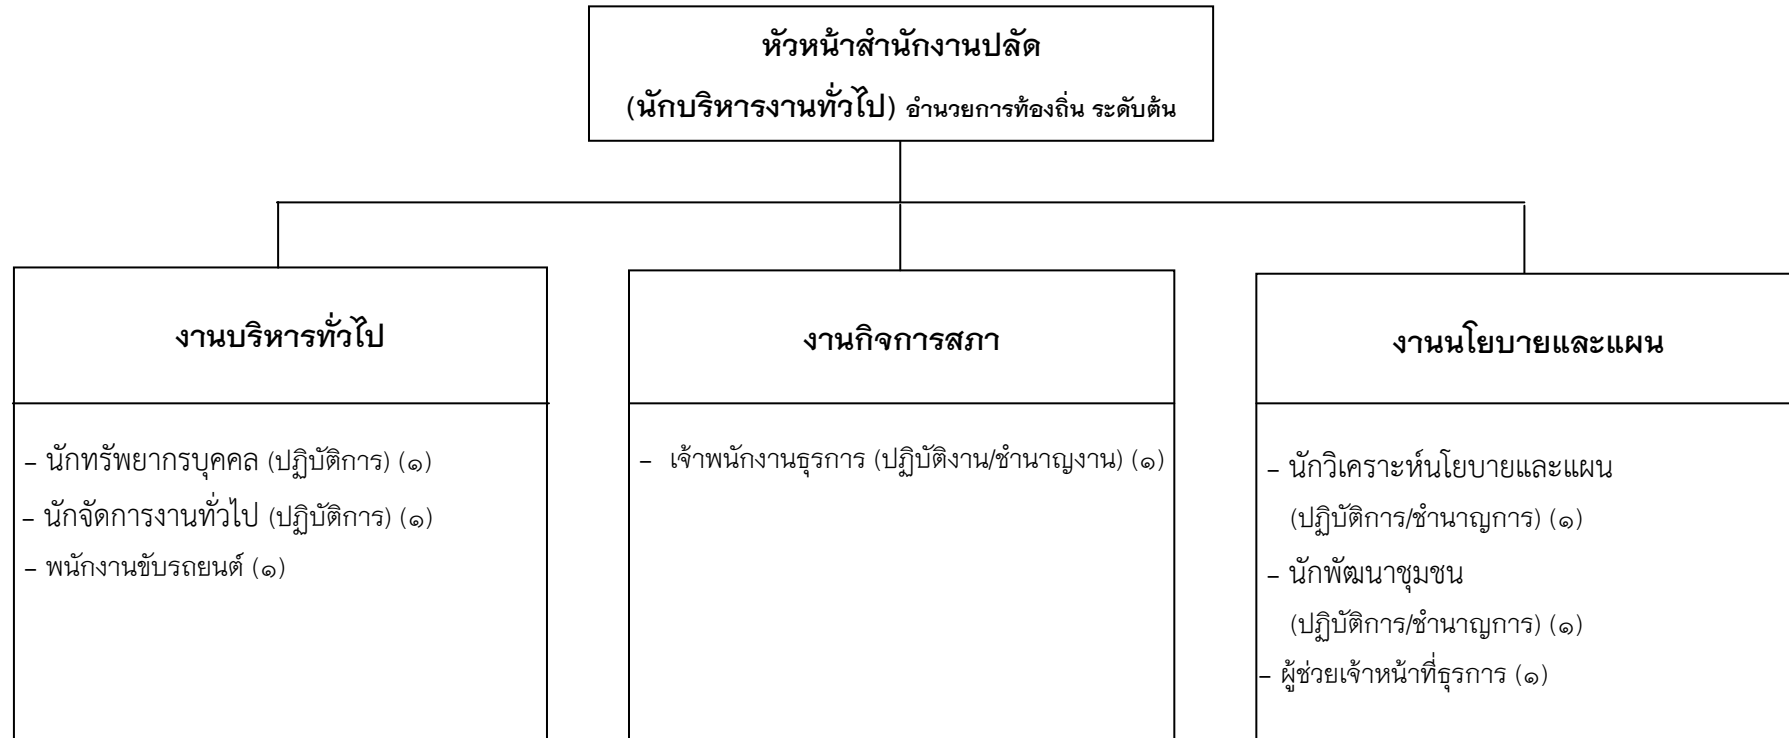 หัวหน้าสำนักงานปลัด
(นักบริหารงานทั่วไป) อำนวยการท้องถิ่น ระดับต้น
งานบริหารทั่วไป
– นักทรัพยากรบุคคล (ปฏิบัติการ) (๑)
– นักจัดการงานทั่วไป (ปฏิบัติการ) (๑)
– พนักงานขับรถยนต์ (๑)
งานกิจการสภา
– เจ้าพนักงานธุรการ (ปฏิบัติงาน/ชำนาญงาน) (๑)
งานนโยบายและแผน
– นักวิเคราะห์นโยบายและแผน
(ปฏิบัติการ/ชำนาญการ) (๑)
– นักพัฒนาชุมชน
(ปฏิบัติการ/ชำนาญการ) (๑)
– ผู้ช่วยเจ้าหน้าที่ธุรการ (๑)